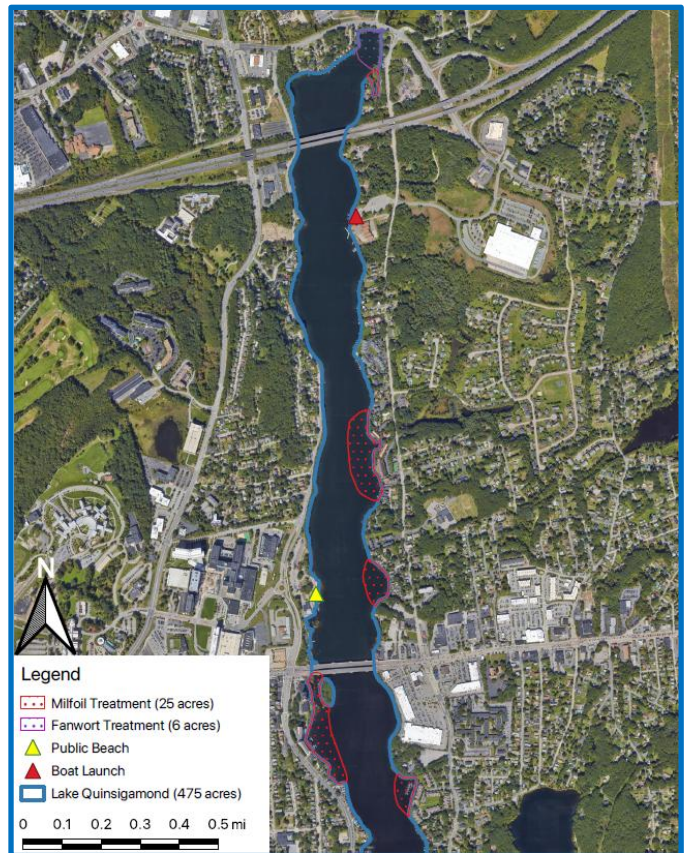 N
Legend
Milfoil Treatment (25 acres)
Fanwort Treatment (6 acres)
Public Beach
Boat Launch
Lake Quinsigamond (475 acres)
0 0.1 0.2 0.3 0.4 0.5 mi